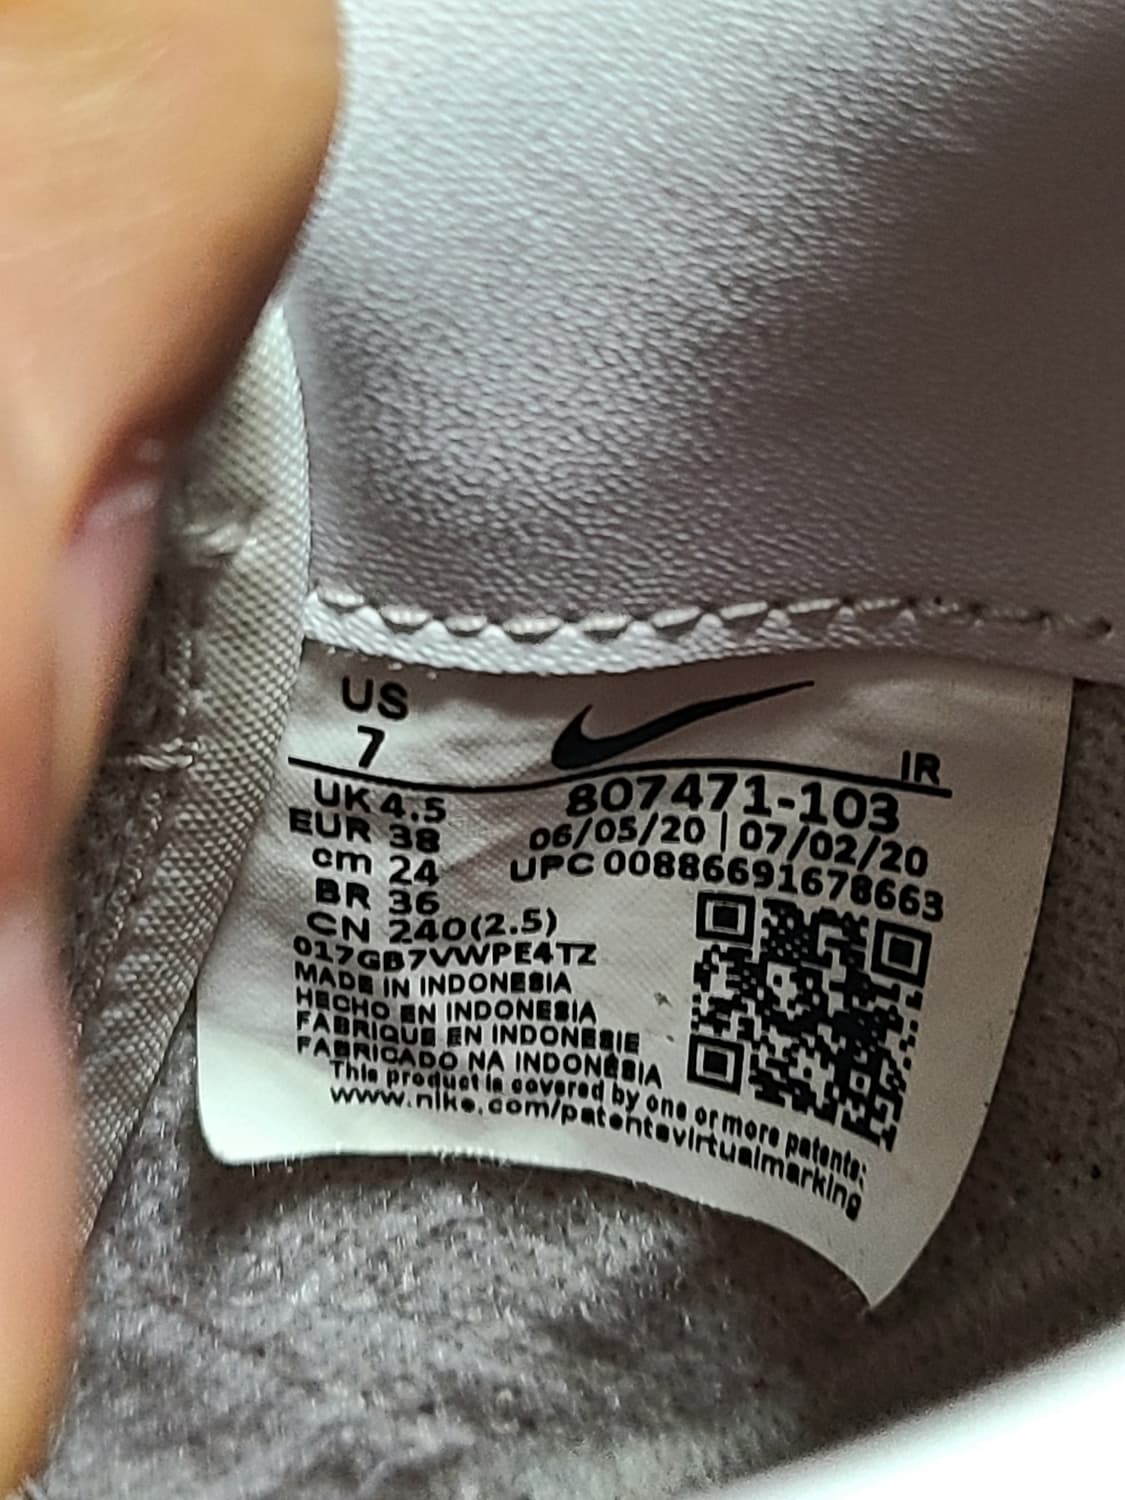 US
7
IR
UK 4.5
EUR 38
cm 24
BR 36
CN 240(2.5)
807471-103
06/05/20 | 07/02/20
UPC 00886691678663
017GB7VWPE4TZ
MADE IN INDONESIA
HECHO EN INDONESIA
FABRIQUE EN INDONESIE
FABRICADO NA INDONÉSIA
This product is covered by one or more patents:
www.nike.com/patentsvirtualmarking